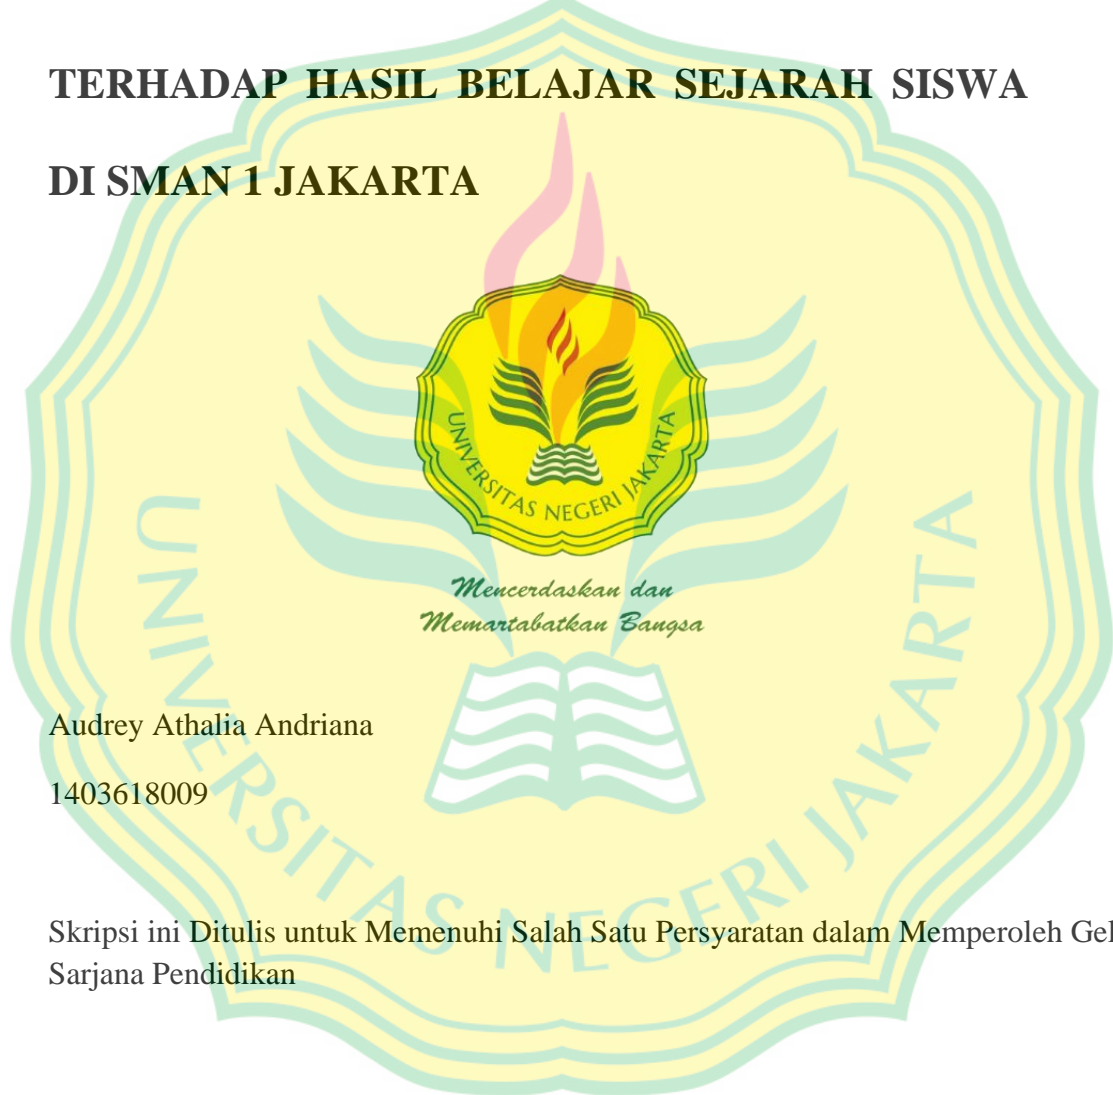 TERHADAP HASIL BELAJAR SEJARAH SISWA
DI SMAN 1 JAKARTA
UNIVERSITAS NEGERI JAKARTA
Mencerdaskan dan
Memartabatkan Bangsa
Audrey Athalia Andriana
1403618009
Skripsi ini Ditulis untuk Memenuhi Salah Satu Persyaratan dalam Memperoleh Gel
Sarjana Pendidikan
UNIVERSITAS NEGERI JAKARTA